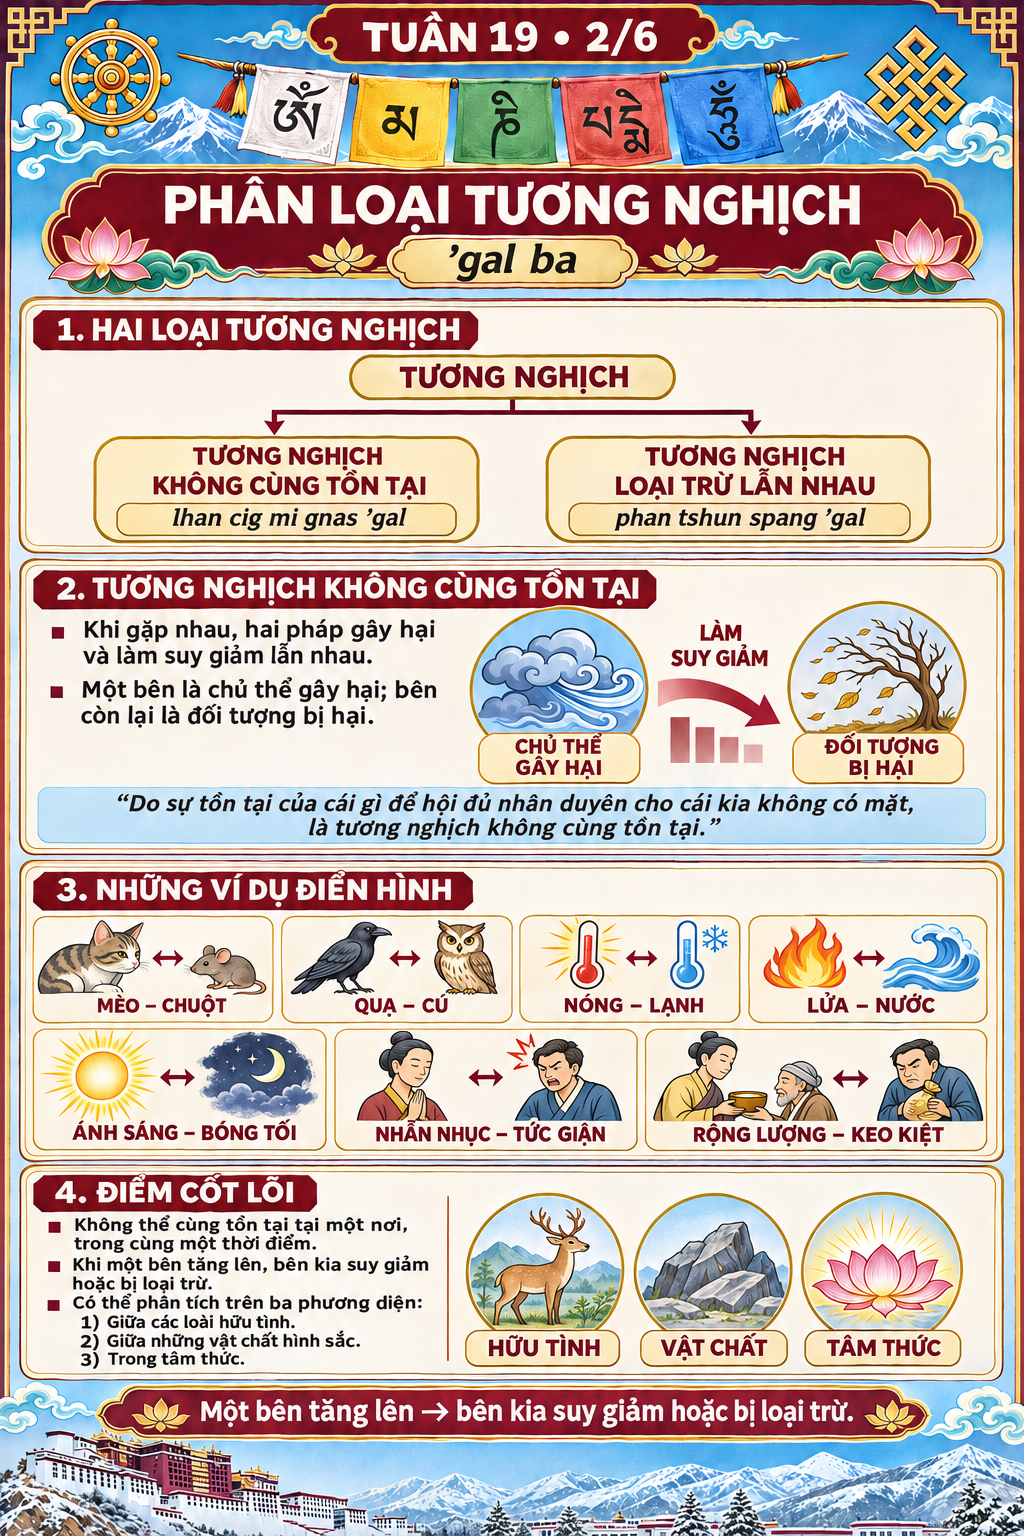 TUẦN 19 • 2/6
PHÂN LOẠI TƯƠNG NGHỊCH
’gal ba
1. HAI LOẠI TƯƠNG NGHỊCH
TƯƠNG NGHỊCH
TƯƠNG NGHỊCH
KHÔNG CÙNG TỒN TẠI
lhan cig mi gnas ’gal
TƯƠNG NGHỊCH
LOẠI TRỪ LẪN NHAU
phan tshun spang ’gal
2. TƯƠNG NGHỊCH KHÔNG CÙNG TỒN TẠI
■ Khi gặp nhau, hai pháp gây hại
và làm suy giảm lẫn nhau.
■ Một bên là chủ thể gây hại; bên
còn lại là đối tượng bị hại.
CHỦ THỂ
GÂY HẠI
LÀM
SUY GIẢM
ĐỐI TƯỢNG
BỊ HẠI
“Do sự tồn tại của cái gì để hội đủ nhân duyên cho cái kia không có mặt,
là tương nghịch không cùng tồn tại.”
3. NHỮNG VÍ DỤ ĐIỂN HÌNH
MÈO – CHUỘT
QUẠ – CÚ
NÓNG – LẠNH
LỬA – NƯỚC
ÁNH SÁNG – BÓNG TỐI
NHẪN NHỤC – TỨC GIẬN
RỘNG LƯỢNG – KEO KIỆT
4. ĐIỂM CỐT LÕI
■ Không thể cùng tồn tại tại một nơi,
trong cùng một thời điểm.
■ Khi một bên tăng lên, bên kia suy giảm
hoặc bị loại trừ.
■ Có thể phân tích trên ba phương diện:
1) Giữa các loài hữu tình.
2) Giữa những vật chất hình sắc.
3) Trong tâm thức.
HỮU TÌNH
VẬT CHẤT
TÂM THỨC
Một bên tăng lên → bên kia suy giảm hoặc bị loại trừ.